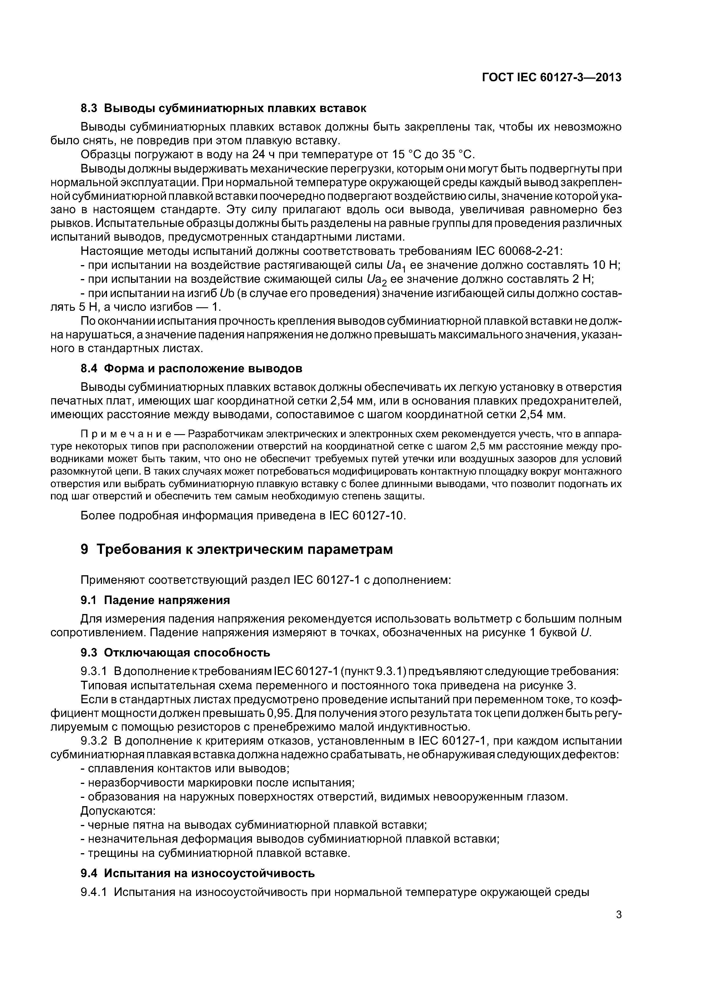 ГОСТ IEC 60127-3—2013
8.3 Выводы субминиатюрных плавких вставок
Выводы субминиатюрных плавких вставок должны быть закреплены так, чтобы их невозможно
было снять, не повредив при этом плавкую вставку.
Образцы погружают в воду на 24 ч при температуре от 15 °C до 35 °C.
Выводы должны выдерживать механические перегрузки, которым они могут быть подвергнуты при
нормальной эксплуатации. При нормальной температуре окружающей среды каждый вывод закреплен-
ной субминиатюрной плавкой вставки поочередно подвергают воздействию силы, значение которой ука-
зано в настоящем стандарте. Эту силу прилагают вдоль оси вывода, увеличивая равномерно без
рывков. Испытательные образцы должны быть разделены на равные группы для проведения различных
испытаний выводов, предусмотренных стандартными листами.
Настоящие методы испытаний должны соответствовать требованиям IEC 60068-2-21:
- при испытании на воздействие растягивающей силы Ua₁ ее значение должно составлять 10 Н;
- при испытании на воздействие сжимающей силы Ua₂ ее значение должно составлять 2 Н;
- при испытании на изгиб Ub (в случае его проведения) значение изгибающей силы должно состав-
лять 5 Н, а число изгибов — 1.
По окончании испытания прочность крепления выводов субминиатюрной плавкой вставки не долж-
на нарушаться, а значение падения напряжения не должно превышать максимального значения, указан-
ного в стандартных листах.
8.4 Форма и расположение выводов
Выводы субминиатюрных плавких вставок должны обеспечивать их легкую установку в отверстия
печатных плат, имеющих шаг координатной сетки 2,54 мм, или в основания плавких предохранителей,
имеющих расстояние между выводами, сопоставимое с шагом координатной сетки 2,54 мм.
П р и м е ч а н и е — Разработчикам электрических и электронных схем рекомендуется учесть, что в аппара-
туре некоторых типов при расположении отверстий на координатной сетке с шагом 2,5 мм расстояние между про-
водниками может быть таким, что оно не обеспечит требуемых путей утечки или воздушных зазоров для условий
разомкнутой цепи. В таких случаях может потребоваться модифицировать контактную площадку вокруг монтажного
отверстия или выбрать субминиатюрную плавкую вставку с более длинными выводами, что позволит подогнать их
под шаг отверстий и обеспечить тем самым необходимую степень защиты.
Более подробная информация приведена в IEC 60127-10.
9 Требования к электрическим параметрам
Применяют соответствующий раздел IEC 60127-1 с дополнением:
9.1 Падение напряжения
Для измерения падения напряжения рекомендуется использовать вольтметр с большим полным
сопротивлением. Падение напряжения измеряют в точках, обозначенных на рисунке 1 буквой U.
9.3 Отключающая способность
9.3.1 В дополнение к требованиям IEC 60127-1 (пункт 9.3.1) предъявляют следующие требования:
Типовая испытательная схема переменного и постоянного тока приведена на рисунке 3.
Если в стандартных листах предусмотрено проведение испытаний при переменном токе, то коэф-
фициент мощности должен превышать 0,95. Для получения этого результата ток цепи должен быть регу-
лируемым с помощью резисторов с пренебрежимо малой индуктивностью.
9.3.2 В дополнение к критериям отказов, установленным в IEC 60127-1, при каждом испытании
субминиатюрная плавкая вставка должна надежно срабатывать, не обнаруживая следующих дефектов:
- сплавления контактов или выводов;
- неразборчивости маркировки после испытания;
- образования на наружных поверхностях отверстий, видимых невооруженным глазом.
Допускаются:
- черные пятна на выводах субминиатюрной плавкой вставки;
- незначительная деформация выводов субминиатюрной плавкой вставки;
- трещины на субминиатюрной плавкой вставке.
9.4 Испытания на износоустойчивость
9.4.1 Испытания на износоустойчивость при нормальной температуре окружающей среды
3